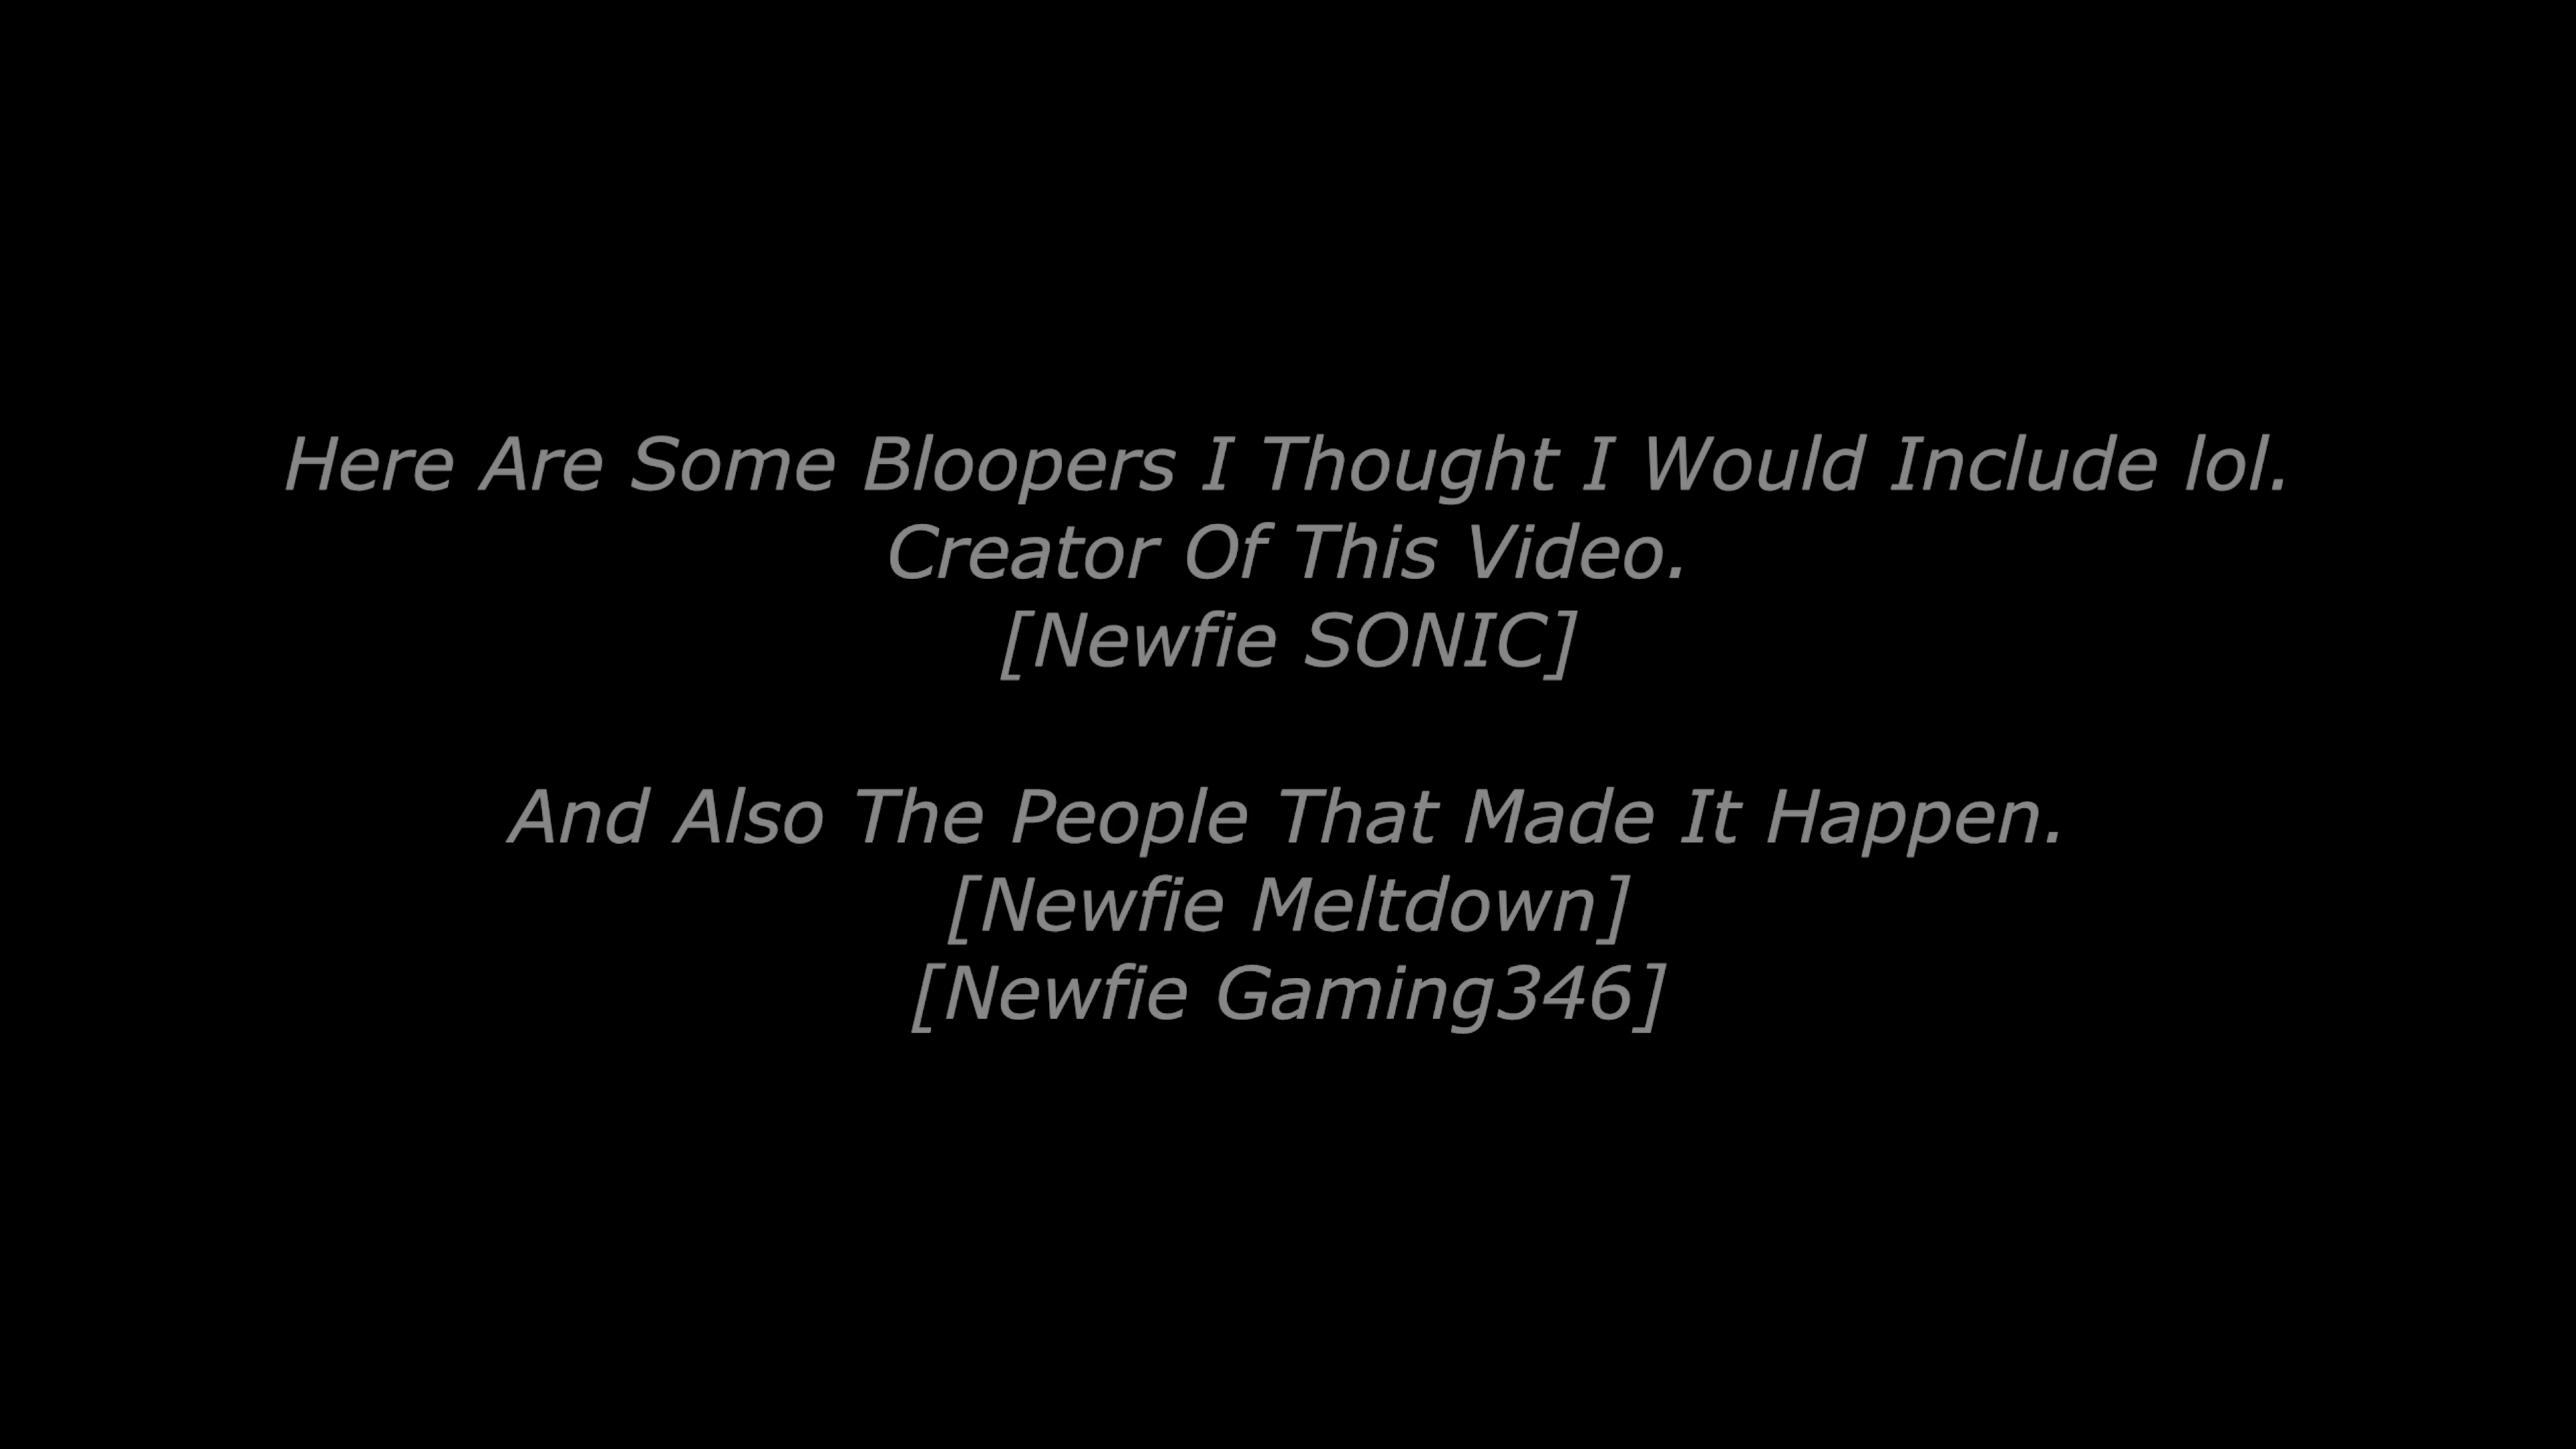 Here Are Some Bloopers I Thought I Would Include lol.
Creator Of This Video.
[Newfie SONIC]
And Also The People That Made It Happen.
[Newfie Meltdown]
[Newfie Gaming346]